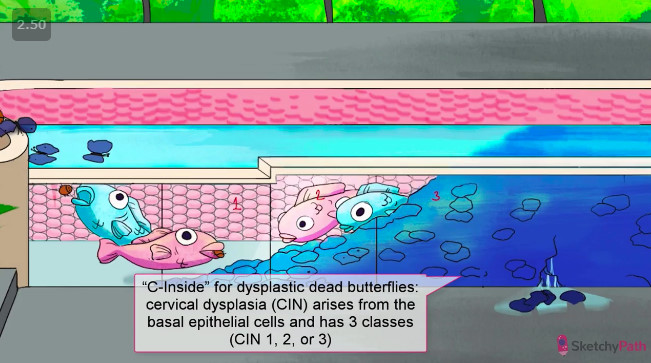 2.50
1
2
3
“C-Inside” for dysplastic dead butterflies:
cervical dysplasia (CIN) arises from the
basal epithelial cells and has 3 classes
(CIN 1, 2, or 3)
SketchyPath